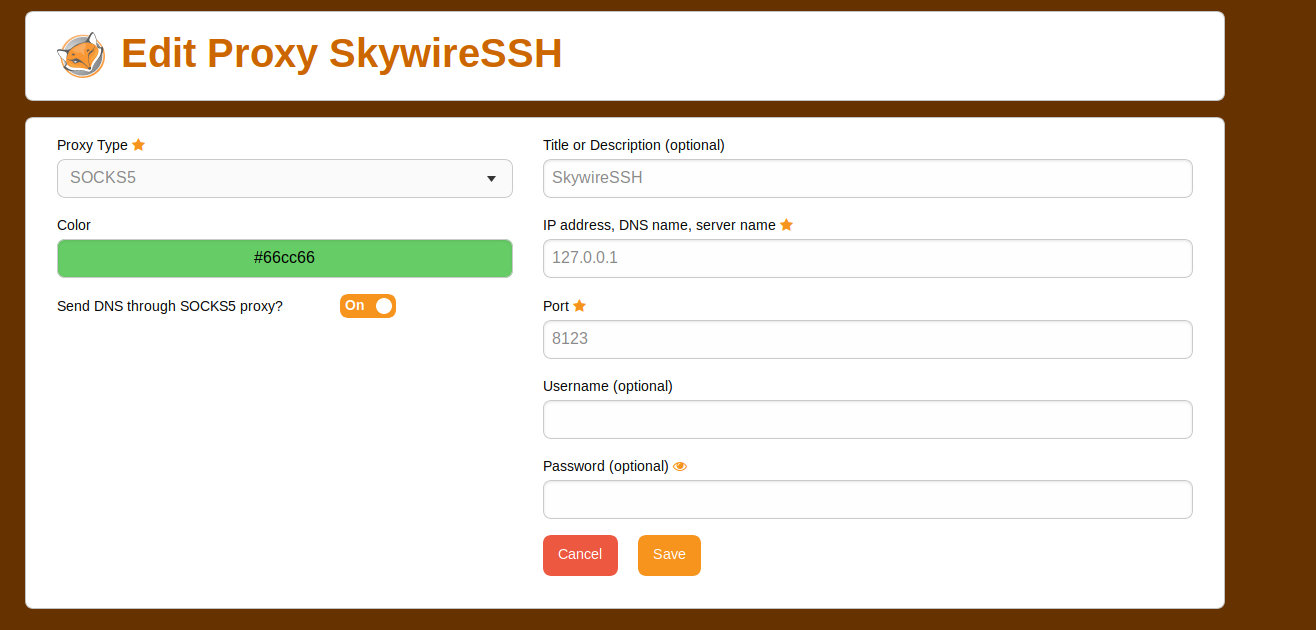 Edit Proxy SkywireSSH
Proxy Type
SOCKS5
Color
#66cc66
Send DNS through SOCKS5 proxy? On
Title or Description (optional)
SkywireSSH
IP address, DNS name, server name
127.0.0.1
Port
8123
Username (optional)
Password (optional)
Cancel Save